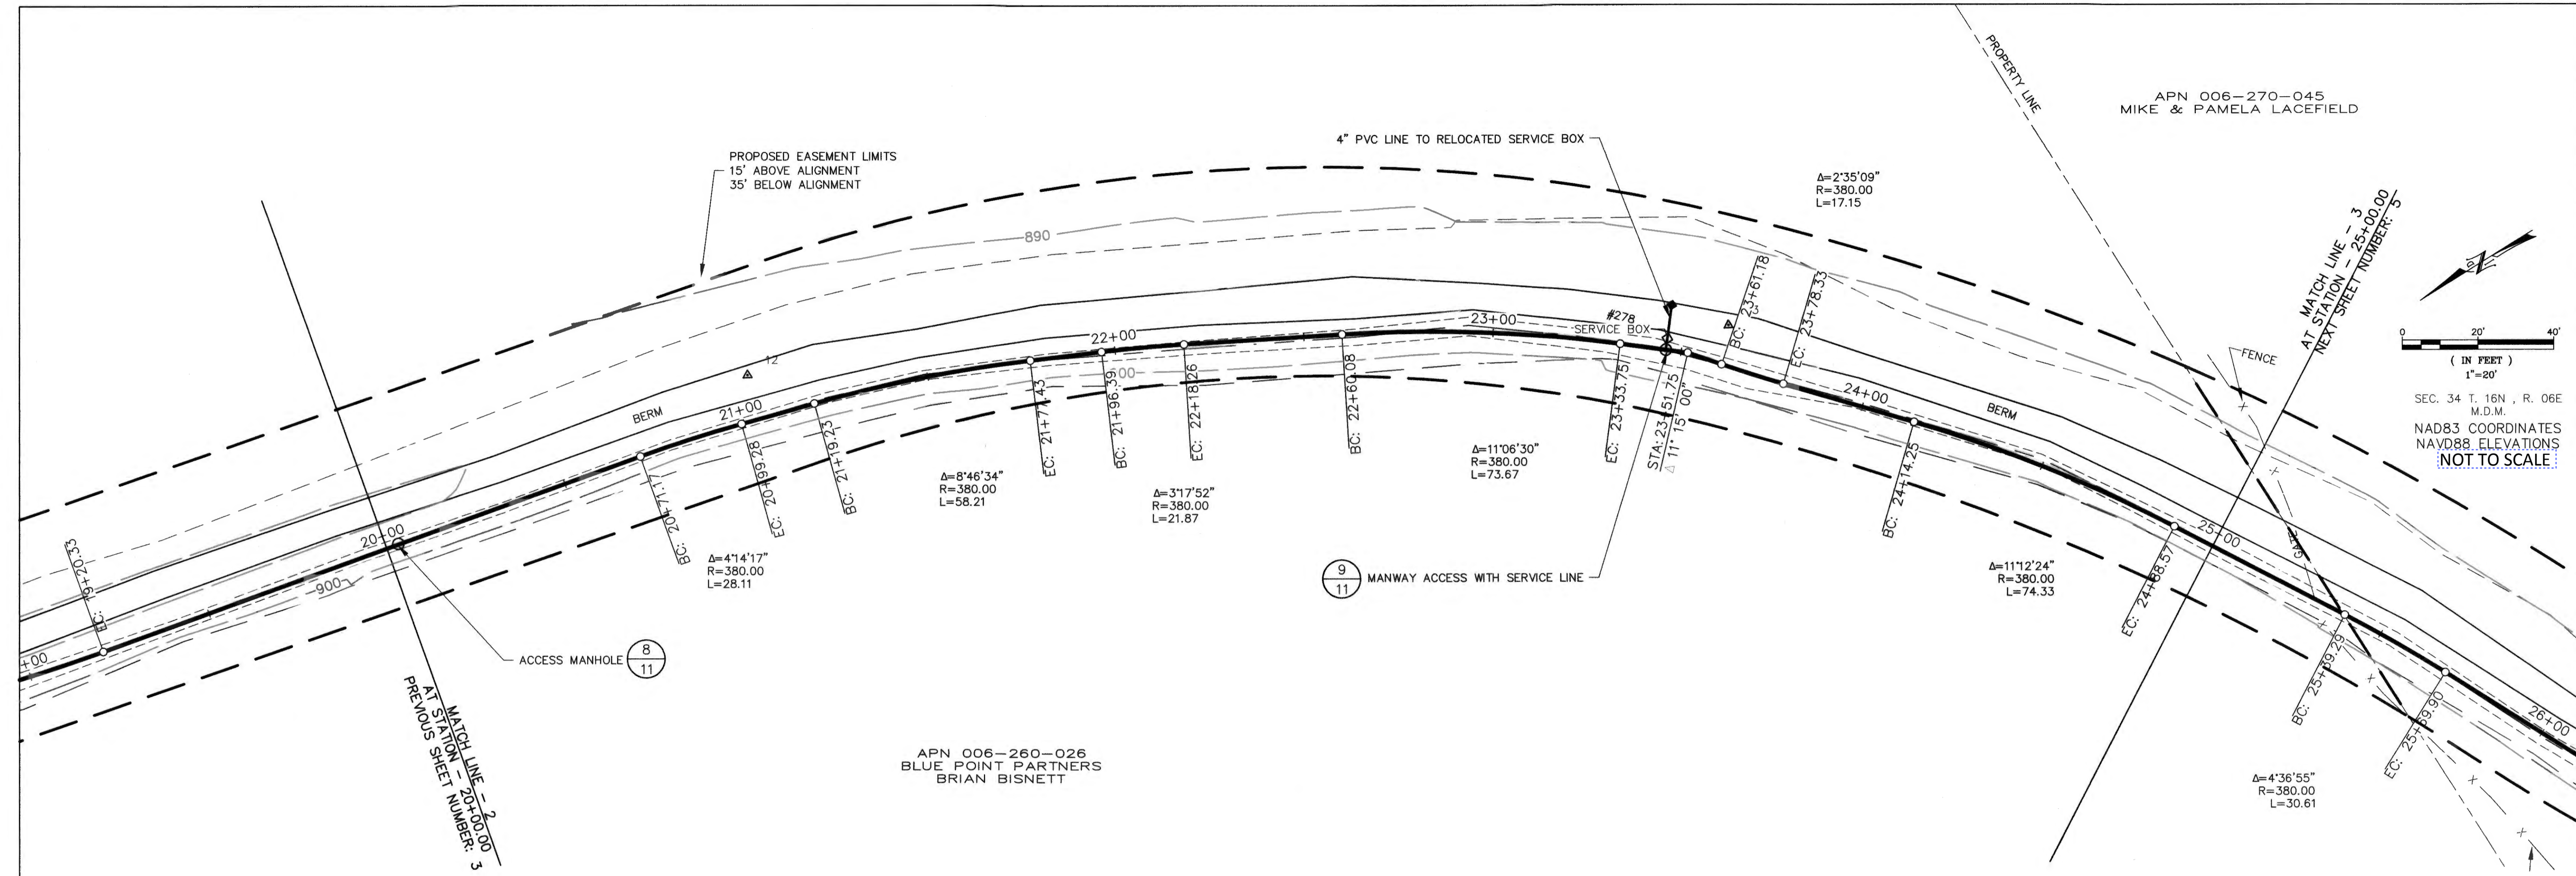 PROPERTY LINE
APN 006-270-045
MIKE & PAMELA LACEFIELD
4" PVC LINE TO RELOCATED SERVICE BOX
PROPOSED EASEMENT LIMITS
15' ABOVE ALIGNMENT
35' BELOW ALIGNMENT
Δ=2°35'09"
R=380.00
L=17.15
MATCH LINE - 3
AT STATION - 25+00.00
NEXT SHEET NUMBER: 5
890
N
0 20' 40'
( IN FEET )
1"=20'
SEC. 34 T. 16N , R. 06E
M.D.M.
NAD83 COORDINATES
NAVD88 ELEVATIONS
NOT TO SCALE
FENCE
BC: 23+61.18
EC: 23+78.33
#278
SERVICE BOX
23+00
22+00
12
BERM
21+00
24+00
BERM
EC: 21+77.43
BC: 21+96.39
EC: 22+18.26
BC: 22+60.08
EC: 23+33.75
STA: 23+51.75
Δ 11° 15' 00"
BC: 24+14.25
BC: 20+71.17
EC: 20+99.28
BC: 21+19.23
Δ=8°46'34"
R=380.00
L=58.21
Δ=3°17'52"
R=380.00
L=21.87
Δ=11°06'30"
R=380.00
L=73.67
20+00
EC: 19+20.33
900
Δ=4°14'17"
R=380.00
L=28.11
9
11
MANWAY ACCESS WITH SERVICE LINE
Δ=11°12'24"
R=380.00
L=74.33
EC: 24+88.57
25+00
GATE
+00
ACCESS MANHOLE
8
11
BC: 25+39.29
EC: 25+69.90
26+00
MATCH LINE - 2
AT STATION - 20+00.00
PREVIOUS SHEET NUMBER: 3
APN 006-260-026
BLUE POINT PARTNERS
BRIAN BISNETT
Δ=4°36'55"
R=380.00
L=30.61